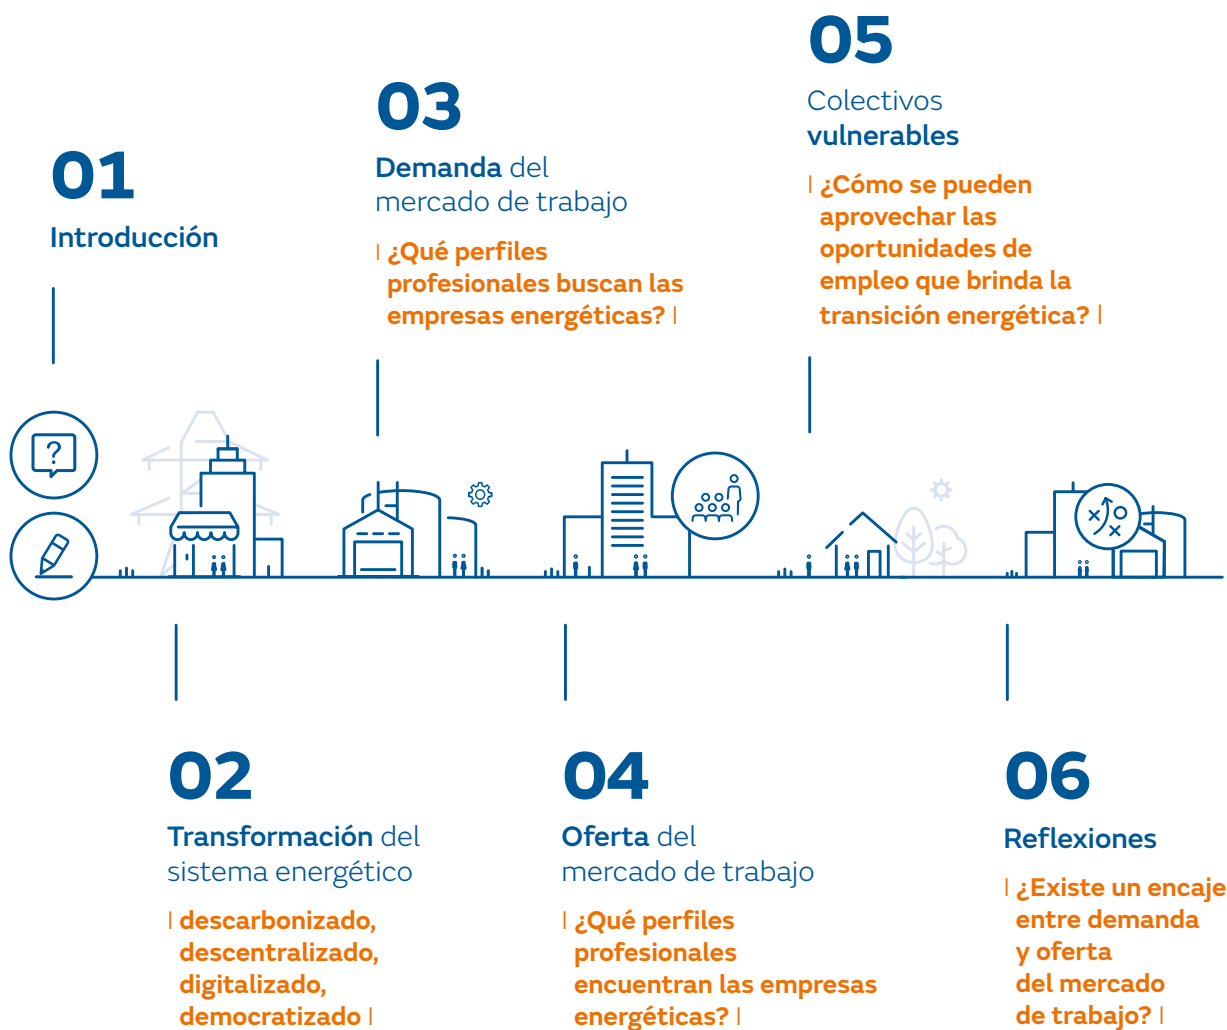 01
Introducción
02
Transformación del
sistema energético
| descarbonizado,
descentralizado,
digitalizado,
democratizado |
03
Demanda del
mercado de trabajo
| ¿Qué perfiles
profesionales buscan las
empresas energéticas? |
04
Oferta del
mercado de trabajo
| ¿Qué perfiles
profesionales
encuentran las empresas
energéticas? |
05
Colectivos
vulnerables
| ¿Cómo se pueden
aprovechar las
oportunidades de
empleo que brinda la
transición energética? |
06
Reflexiones
| ¿Existe un encaje
entre demanda
y oferta
del mercado
de trabajo? |